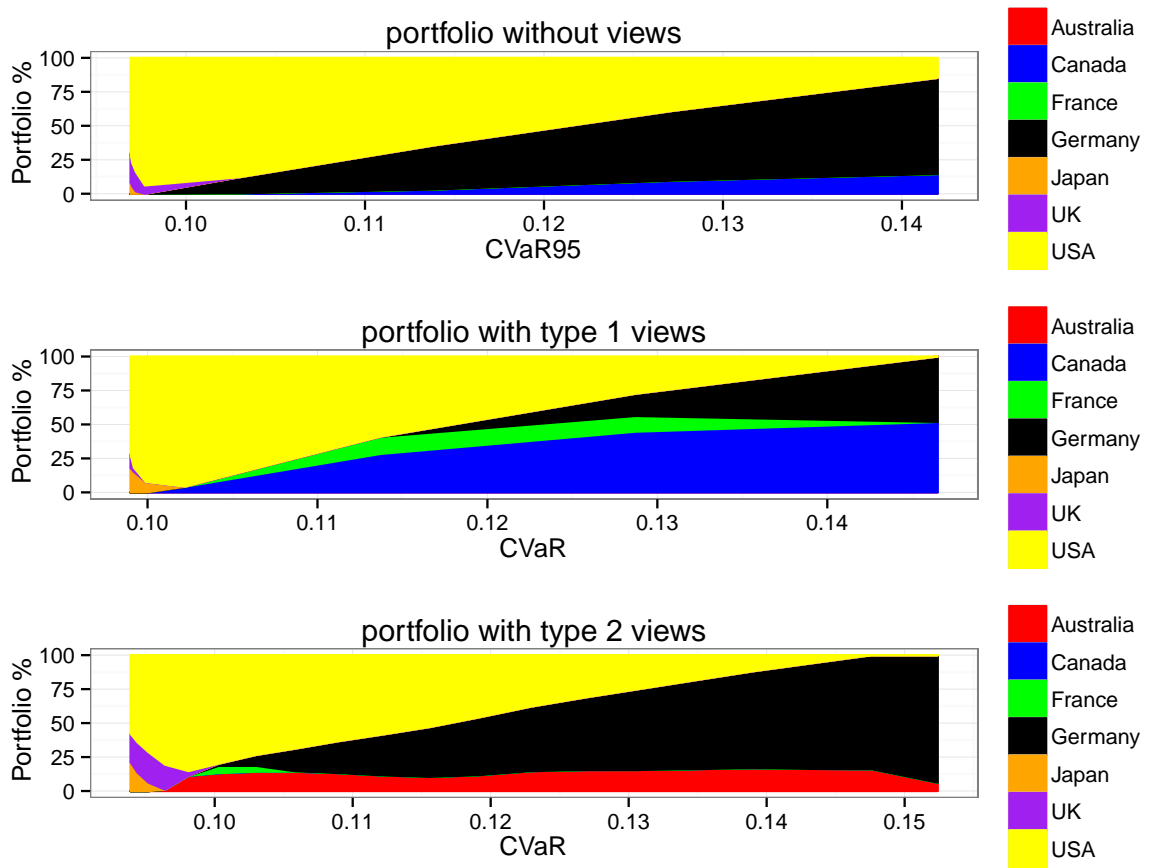 portfolio without views
Portfolio %
100
75
50
25
0
0.10 0.11 0.12 0.13 0.14
CVaR95
Australia
Canada
France
Germany
Japan
UK
USA
portfolio with type 1 views
Portfolio %
100
75
50
25
0
0.10 0.11 0.12 0.13 0.14
CVaR
Australia
Canada
France
Germany
Japan
UK
USA
portfolio with type 2 views
Portfolio %
100
75
50
25
0
0.10 0.11 0.12 0.13 0.14 0.15
CVaR
Australia
Canada
France
Germany
Japan
UK
USA